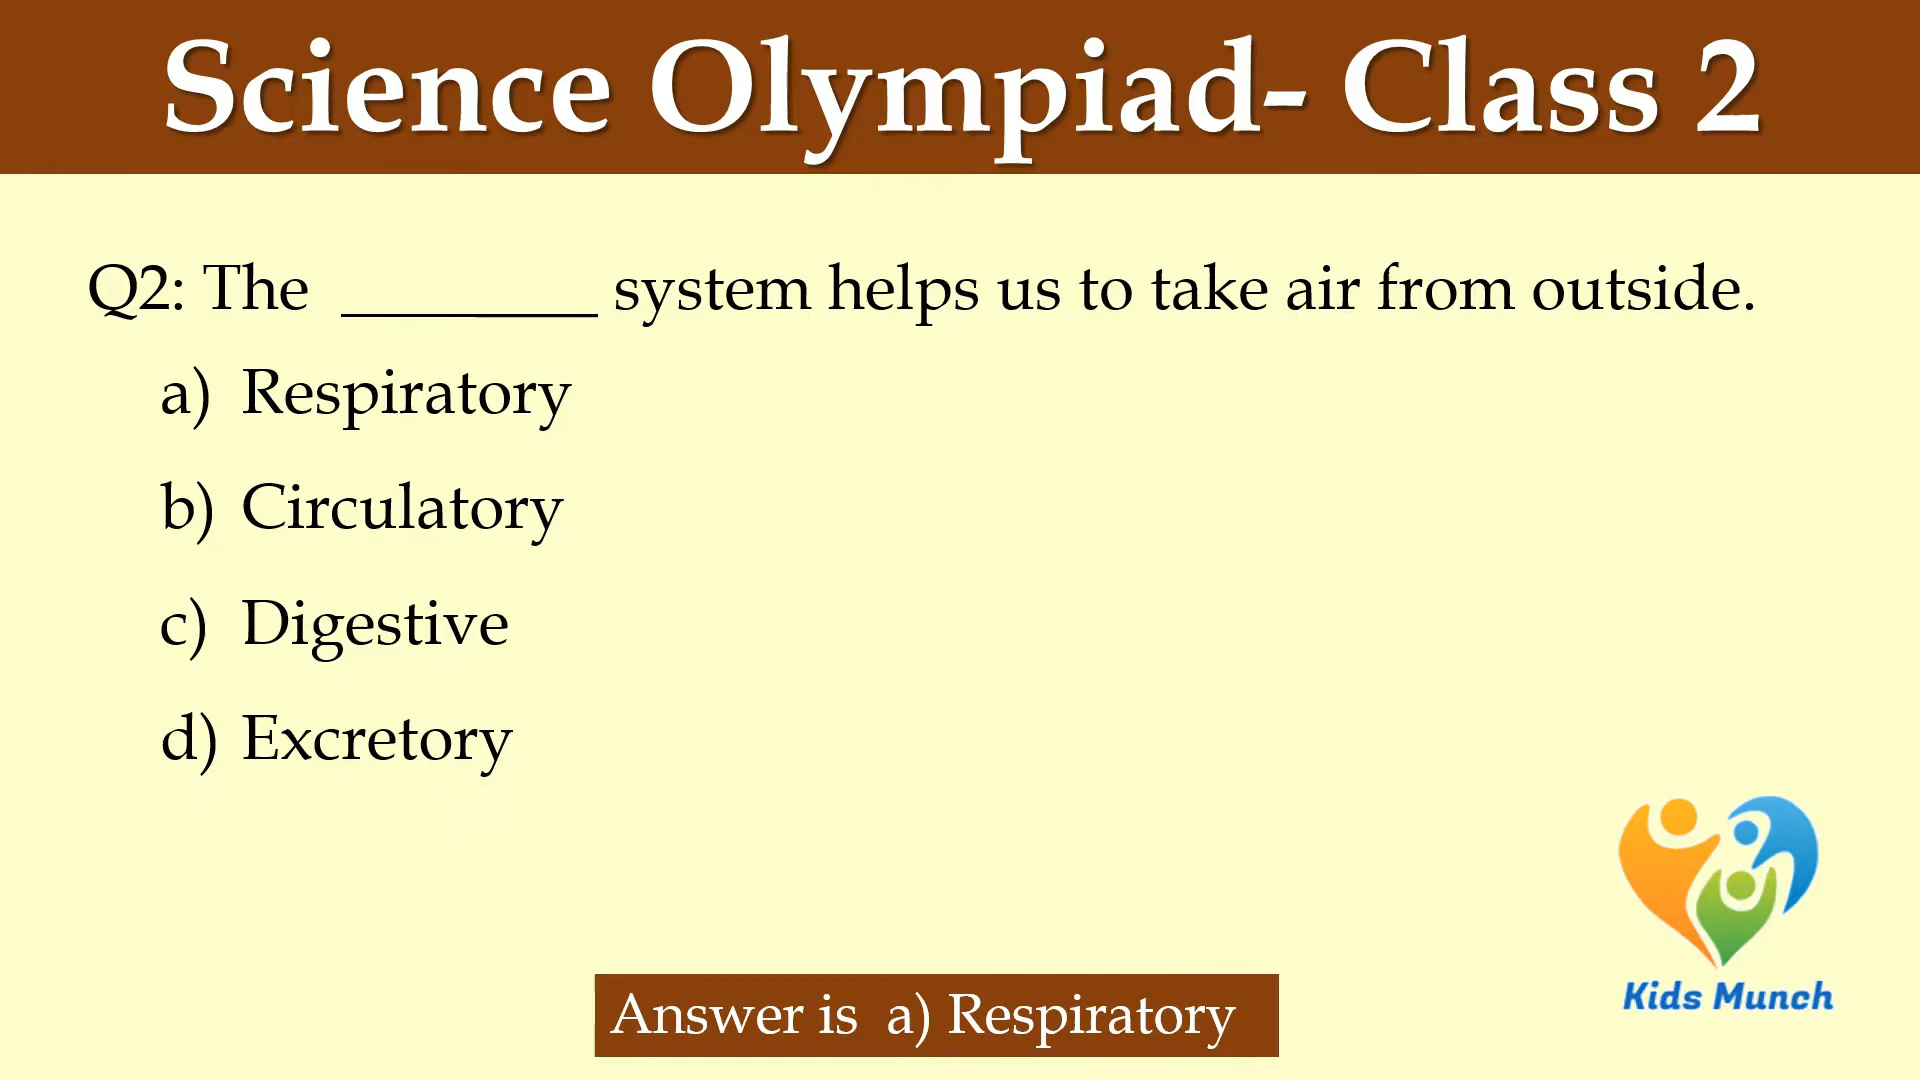 Science Olympiad- Class 2
Q2: The ________ system helps us to take air from outside.
a) Respiratory
b) Circulatory
c) Digestive
d) Excretory
Kids Munch
Answer is a) Respiratory